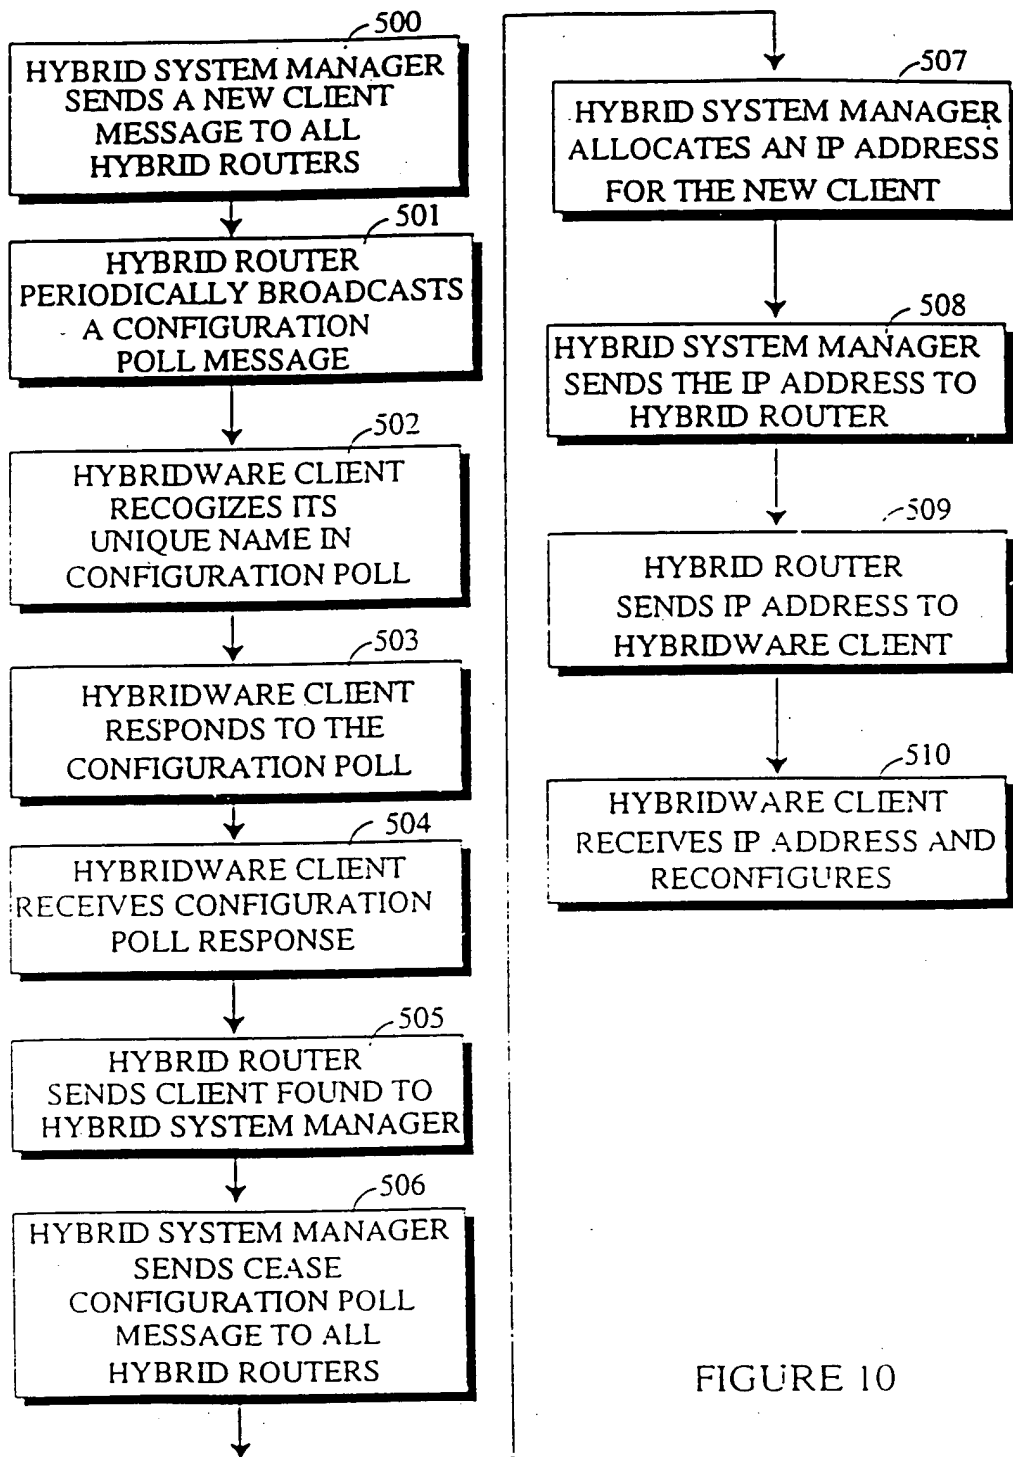 500
HYBRID SYSTEM MANAGER
SENDS A NEW CLIENT
MESSAGE TO ALL
HYBRID ROUTERS
501
HYBRID ROUTER
PERIODICALLY BROADCASTS
A CONFIGURATION
POLL MESSAGE
502
HYBRIDWARE CLIENT
RECOGIZES ITS
UNIQUE NAME IN
CONFIGURATION POLL
503
HYBRIDWARE CLIENT
RESPONDS TO THE
CONFIGURATION POLL
504
HYBRIDWARE CLIENT
RECEIVES CONFIGURATION
POLL RESPONSE
505
HYBRID ROUTER
SENDS CLIENT FOUND TO
HYBRID SYSTEM MANAGER
506
HYBRID SYSTEM MANAGER
SENDS CEASE
CONFIGURATION POLL
MESSAGE TO ALL
HYBRID ROUTERS
507
HYBRID SYSTEM MANAGER
ALLOCATES AN IP ADDRESS
FOR THE NEW CLIENT
508
HYBRID SYSTEM MANAGER
SENDS THE IP ADDRESS TO
HYBRID ROUTER
509
HYBRID ROUTER
SENDS IP ADDRESS TO
HYBRIDWARE CLIENT
510
HYBRIDWARE CLIENT
RECEIVES IP ADDRESS AND
RECONFIGURES
FIGURE 10